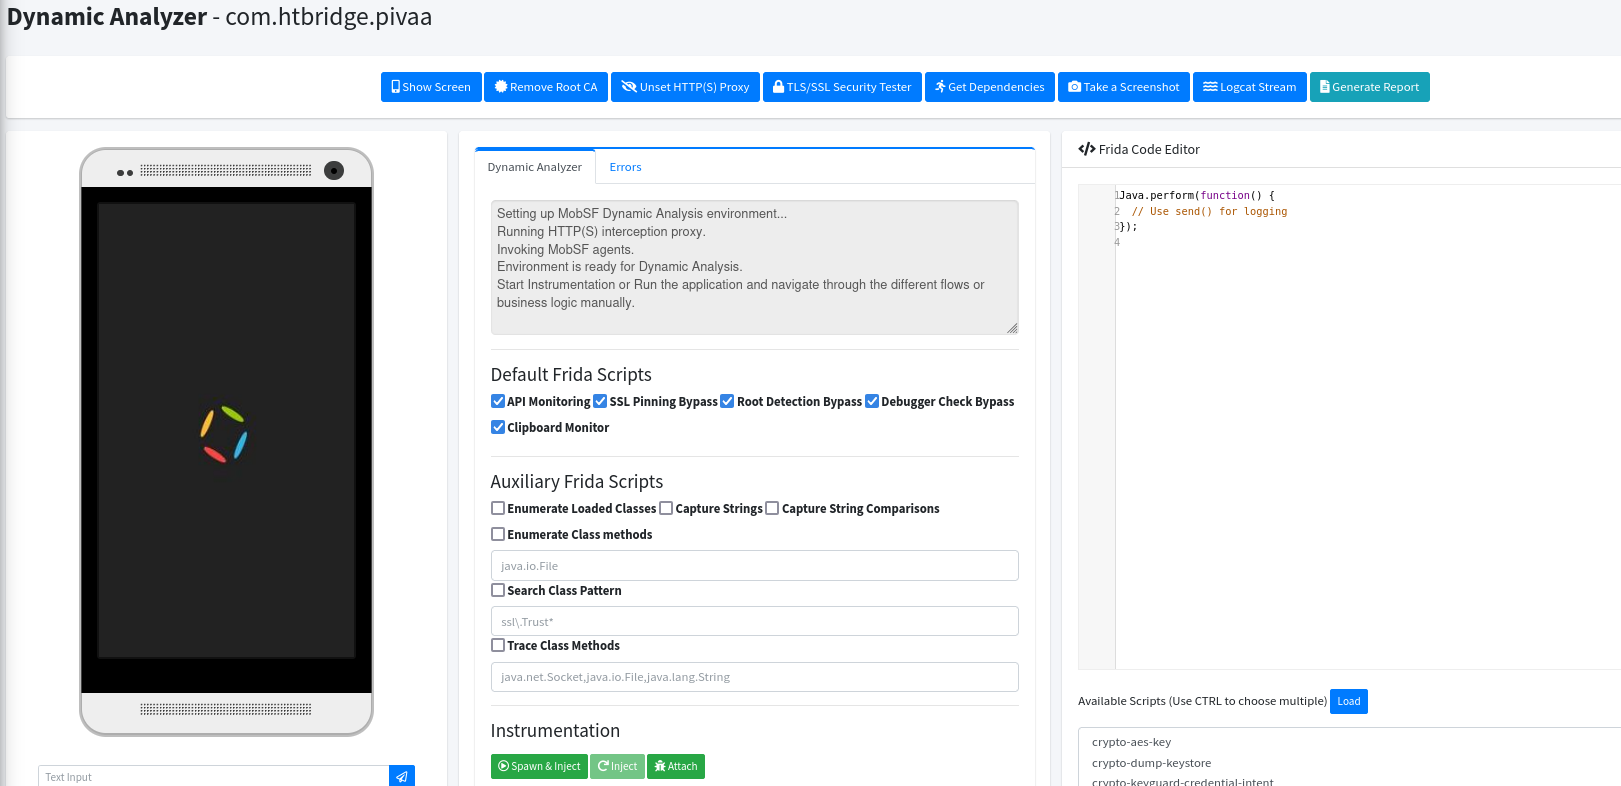 Dynamic Analyzer - com.htbridge.pivaa
Show Screen Remove Root CA Unset HTTP(S) Proxy TLS/SSL Security Tester Get Dependencies Take a Screenshot Logcat Stream Generate Report
Dynamic Analyzer Errors
Setting up MobSF Dynamic Analysis environment...
Running HTTP(S) interception proxy.
Invoking MobSF agents.
Environment is ready for Dynamic Analysis.
Start Instrumentation or Run the application and navigate through the different flows or
business logic manually.
Default Frida Scripts
API Monitoring SSL Pinning Bypass Root Detection Bypass Debugger Check Bypass
Clipboard Monitor
Auxiliary Frida Scripts
Enumerate Loaded Classes Capture Strings Capture String Comparisons
Enumerate Class methods
java.io.File
Search Class Pattern
ssl\.Trust*
Trace Class Methods
java.net.Socket,java.io.File,java.lang.String
Instrumentation
Spawn & Inject Inject Attach
Text Input
Frida Code Editor
1 Java.perform(function() {
2 // Use send() for logging
3 });
4
Available Scripts (Use CTRL to choose multiple) Load
crypto-aes-key
crypto-dump-keystore
crypto-keyguard-credential-intent